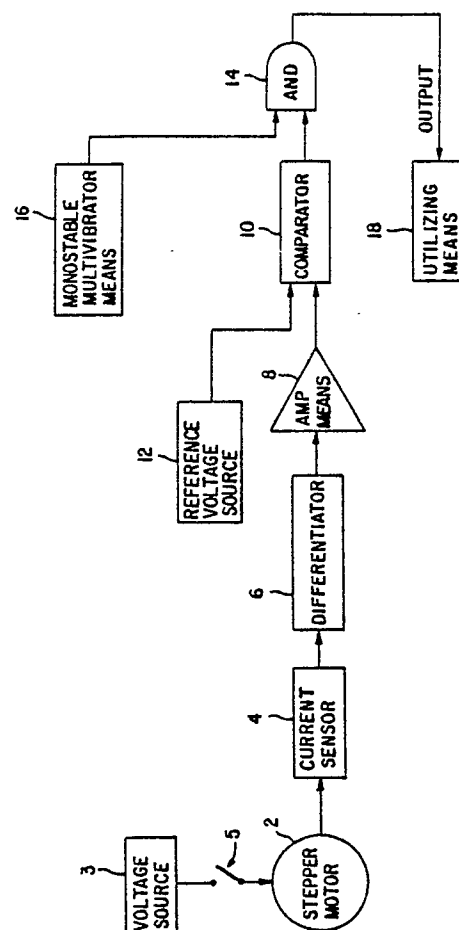 3
VOLTAGE
SOURCE
5
2
STEPPER
MOTOR
4
CURRENT
SENSOR
6
DIFFERENTIATOR
12
REFERENCE
VOLTAGE
SOURCE
8
AMP
MEANS
10
COMPARATOR
16
MONOSTABLE
MULTIVIBRATOR
MEANS
14
AND
OUTPUT
18
UTILIZING
MEANS